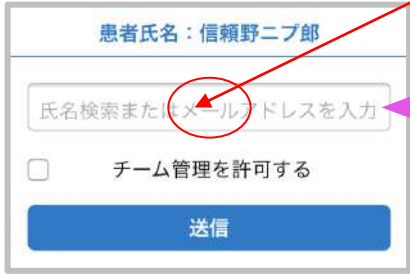 患者氏名：信頼野ニプ郎
氏名検索またはメールアドレスを入力
チーム管理を許可する
送信